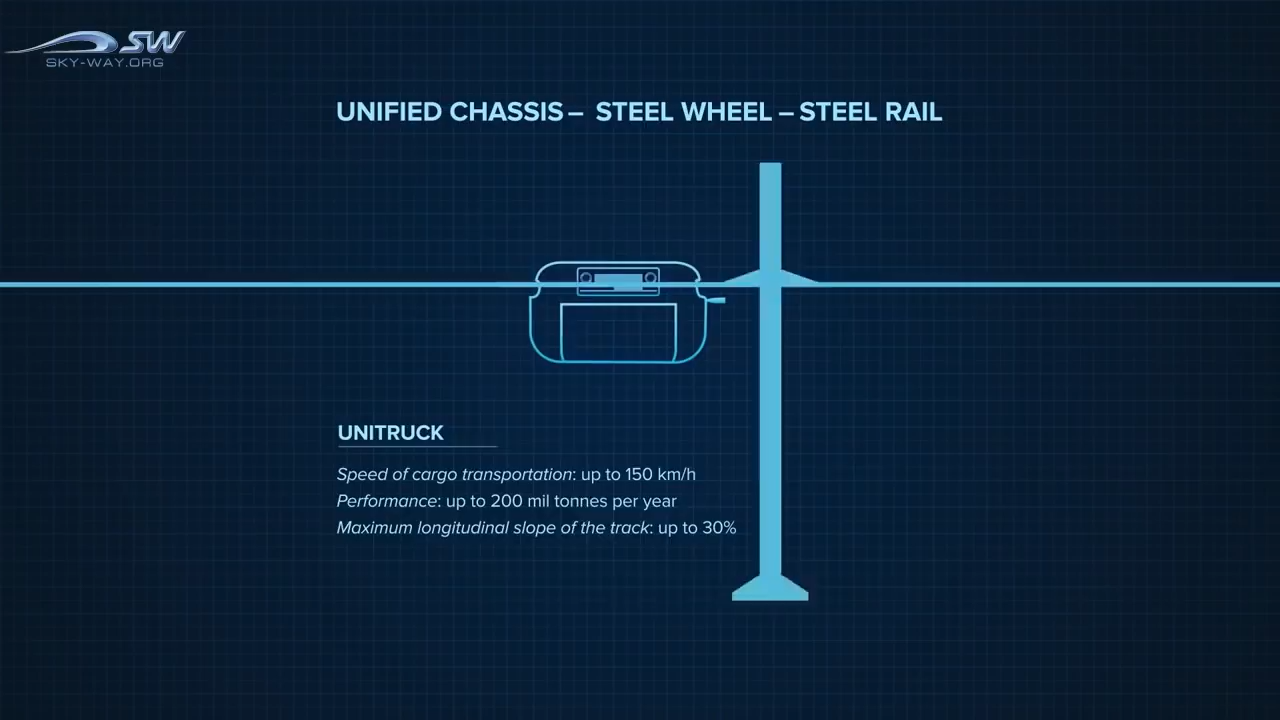 SW
SKY-WAY.ORG
UNIFIED CHASSIS – STEEL WHEEL – STEEL RAIL
UNITRUCK
Speed of cargo transportation: up to 150 km/h
Performance: up to 200 mil tonnes per year
Maximum longitudinal slope of the track: up to 30%